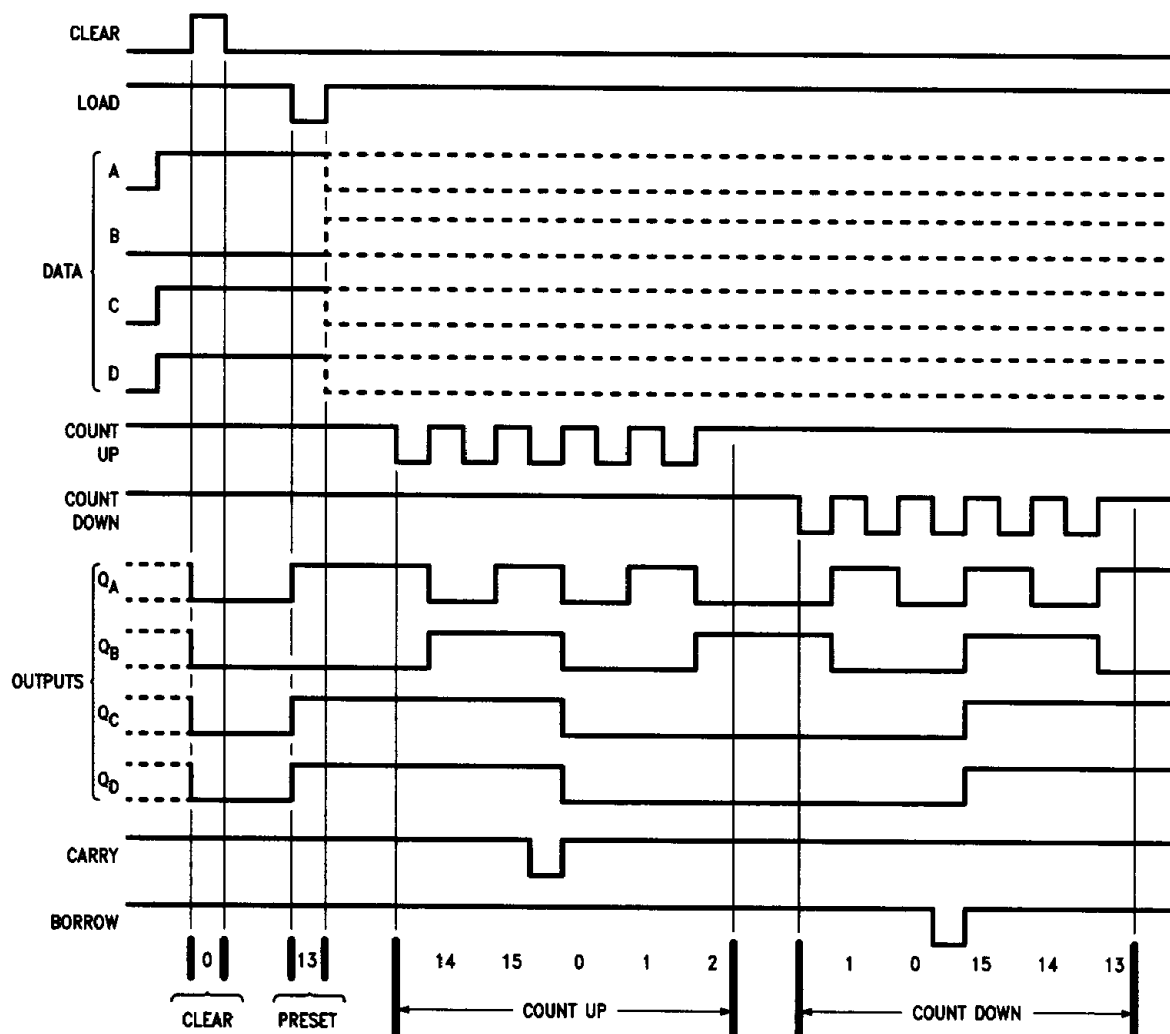 CLEAR
LOAD
A
B
DATA
C
D
COUNT
UP
COUNT
DOWN
QA
QB
OUTPUTS
QC
QD
CARRY
BORROW
0 13 14 15 0 1 2 1 0 15 14 13
CLEAR PRESET COUNT UP COUNT DOWN